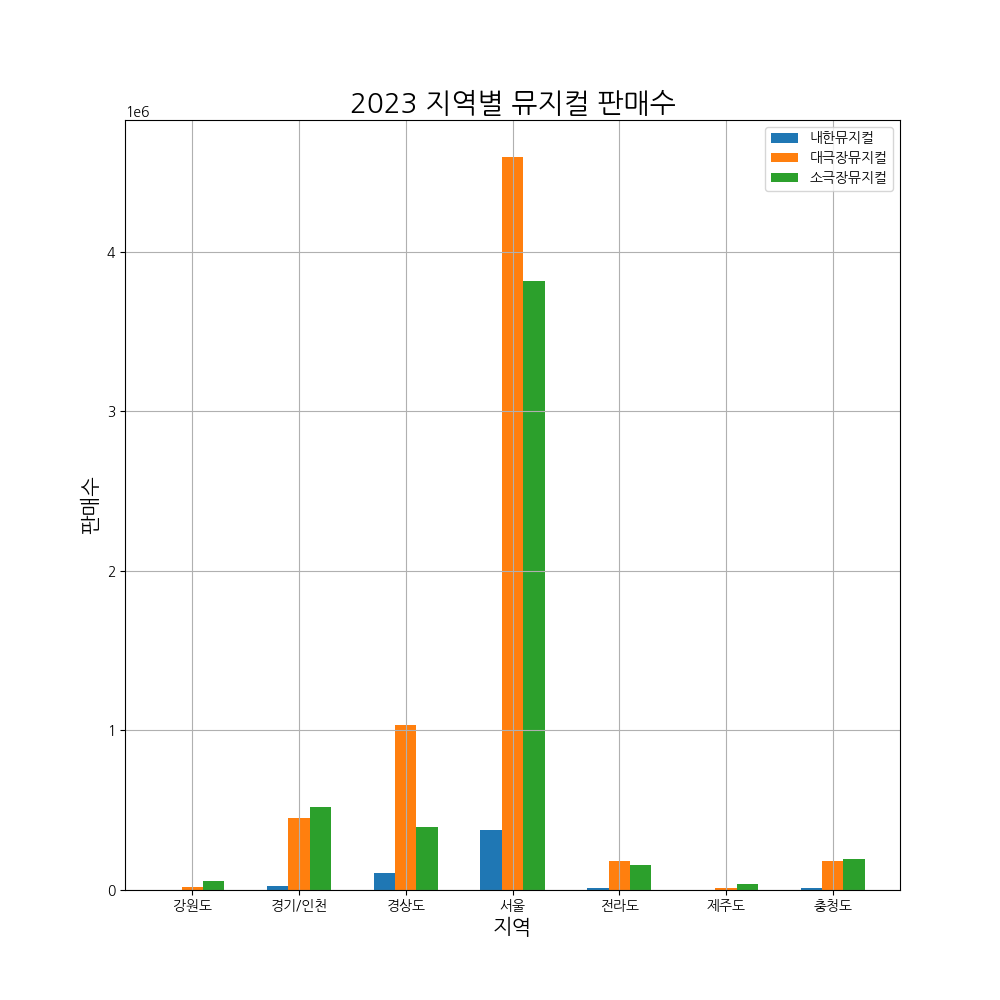 2023 지역별 뮤지컬 판매수
1e6
내한뮤지컬
대극장뮤지컬
소극장뮤지컬
4
3
2
1
0
판매수
강원도 경기/인천 경상도 서울 전라도 제주도 충청도
지역